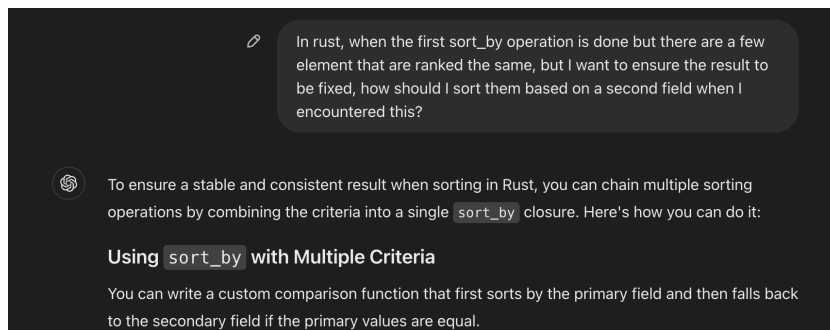 In rust, when the first sort_by operation is done but there are a few
element that are ranked the same, but I want to ensure the result to
be fixed, how should I sort them based on a second field when I
encountered this?
To ensure a stable and consistent result when sorting in Rust, you can chain multiple sorting
operations by combining the criteria into a single sort_by closure. Here's how you can do it:
Using sort_by with Multiple Criteria
You can write a custom comparison function that first sorts by the primary field and then falls back
to the secondary field if the primary values are equal.